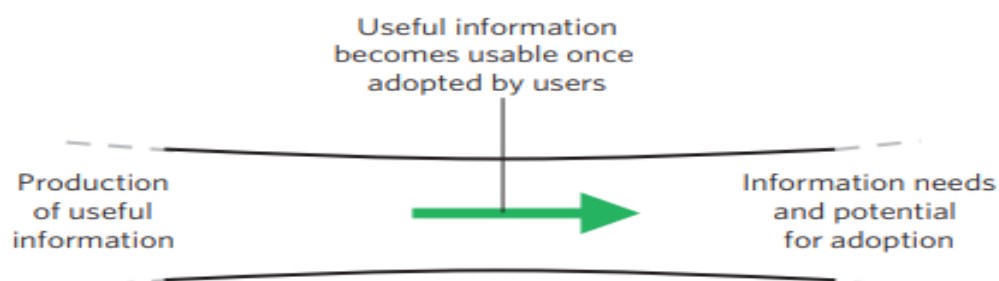 Useful information
becomes usable once
adopted by users
Production
of useful
information
Information needs
and potential
for adoption